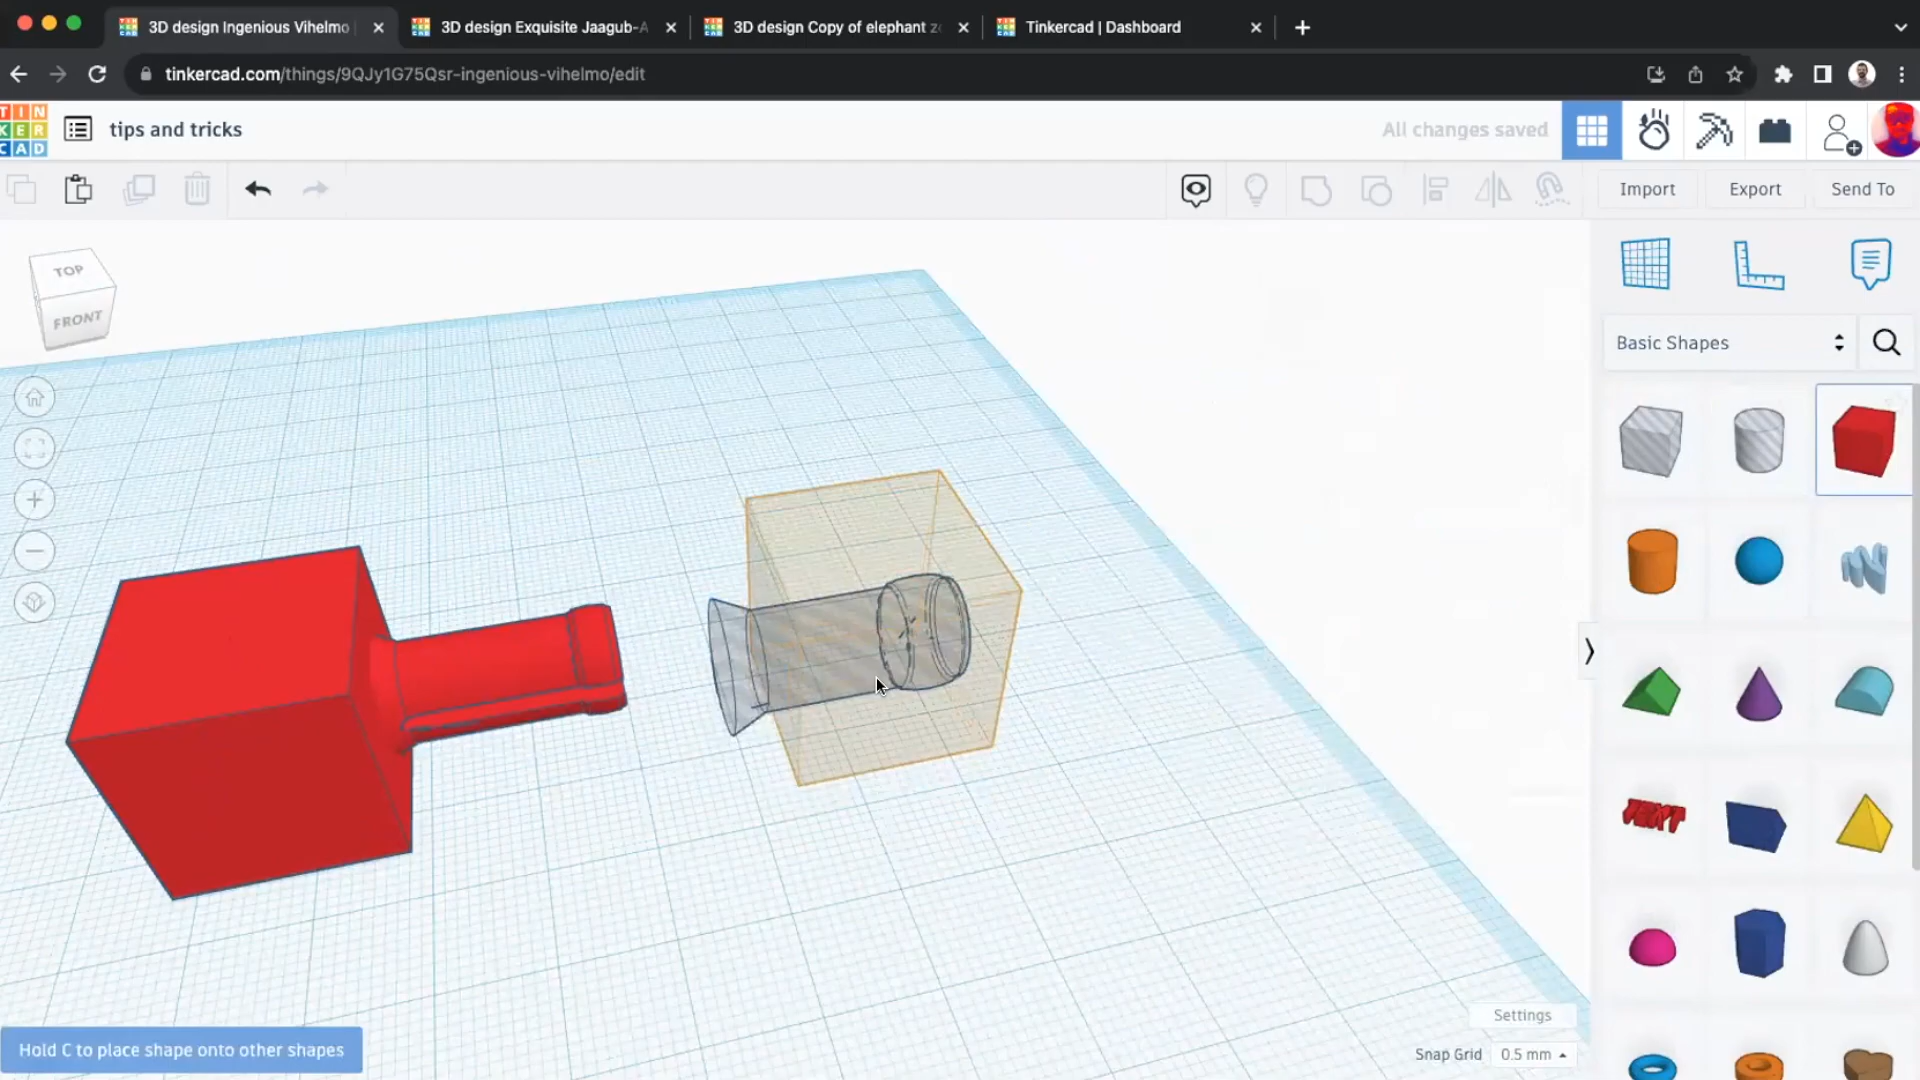 3D design Ingenious Vihelmo
3D design Exquisite Jaagub-A
3D design Copy of elephant z
Tinkercad | Dashboard
tinkercad.com/things/9QJy1G75Qsr-ingenious-vihelmo/edit
TIN
KER
CAD
tips and tricks
All changes saved
Import
Export
Send To
TOP
FRONT
Basic Shapes
TEXT
Settings
Hold C to place shape onto other shapes
Snap Grid
0.5 mm